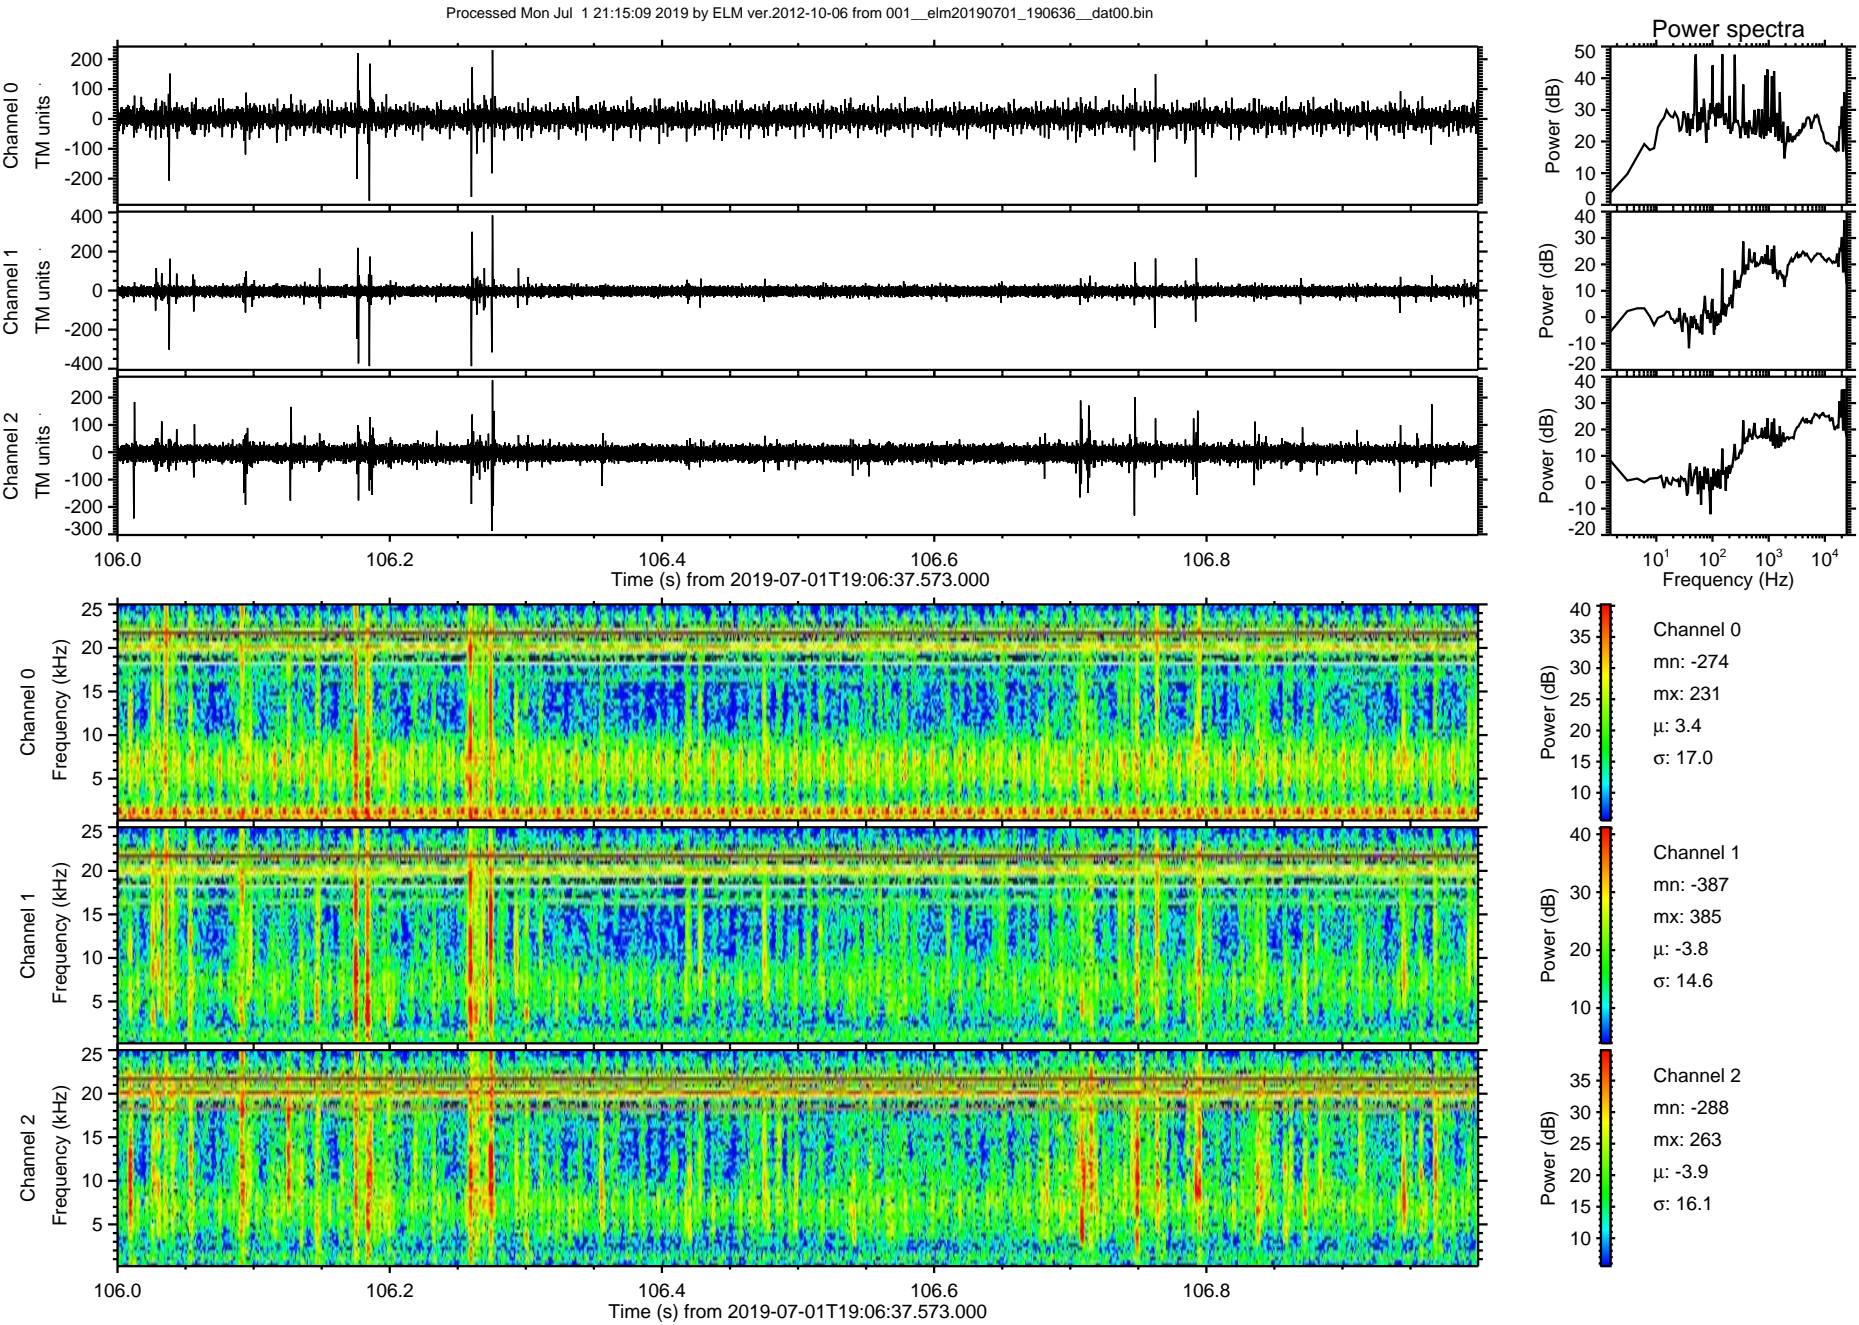 Processed Mon Jul  1 21:15:09 2019 by ELM ver.2012-10-06 from 001__elm20190701_190636__dat00.bin
Power spectra
Channel 0
TM units
200
100
0
-100
-200
Power (dB)
50
40
30
20
10
0
Channel 1
TM units
400
200
0
-200
-400
Power (dB)
40
30
20
10
0
-10
-20
Channel 2
TM units
200
100
0
-100
-200
-300
Power (dB)
40
30
20
10
0
-10
-20
106.0 106.2 106.4 106.6 106.8
Time (s) from 2019-07-01T19:06:37.573.000
10¹ 10² 10³ 10⁴
Frequency (Hz)
Channel 0
Frequency (kHz)
25
20
15
10
5
Power (dB)
40
35
30
25
20
15
10
Channel 0
mn: -274
mx: 231
µ: 3.4
σ: 17.0
Channel 1
Frequency (kHz)
25
20
15
10
5
Power (dB)
40
30
20
10
Channel 1
mn: -387
mx: 385
µ: -3.8
σ: 14.6
Channel 2
Frequency (kHz)
25
20
15
10
5
Power (dB)
35
30
25
20
15
10
Channel 2
mn: -288
mx: 263
µ: -3.9
σ: 16.1
106.0 106.2 106.4 106.6 106.8
Time (s) from 2019-07-01T19:06:37.573.000